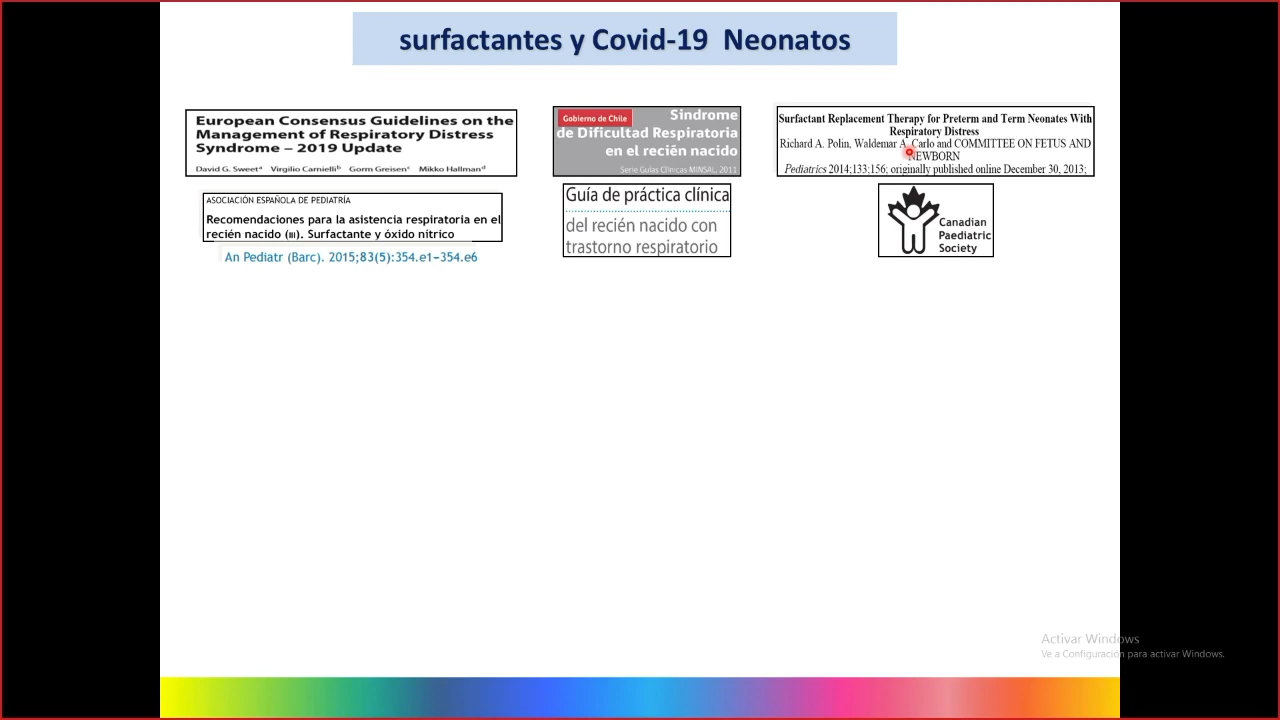 surfactantes y Covid-19 Neonatos
European Consensus Guidelines on the
Management of Respiratory Distress
Syndrome – 2019 Update
David G. Sweetᵃ Virgilio Carnielliᵇ Gorm Greisenᶜ Mikko Hallmanᵈ
ASOCIACIÓN ESPAÑOLA DE PEDIATRÍA
Recomendaciones para la asistencia respiratoria en el
recién nacido (III). Surfactante y óxido nítrico
An Pediatr (Barc). 2015;83(5):354.e1-354.e6
Gobierno de Chile
Síndrome
de Dificultad Respiratoria
en el recién nacido
Serie Guías Clínicas MINSAL, 2011
Guía de práctica clínica
del recién nacido con
trastorno respiratorio
Surfactant Replacement Therapy for Preterm and Term Neonates With
Respiratory Distress
Richard A. Polin, Waldemar A. Carlo and COMMITTEE ON FETUS AND
NEWBORN
Pediatrics 2014;133;156; originally published online December 30, 2013;
Canadian
Paediatric
Society
Activar Windows
Ve a Configuración para activar Windows.